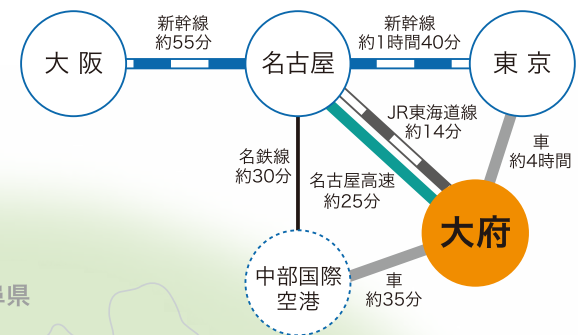 新幹線
約55分
新幹線
約1時間40分
大阪
名古屋
東京
JR東海道線
約14分
車
約4時間
名鉄線
約30分
名古屋高速
約25分
大府
中部国際
空港
車
約35分
県